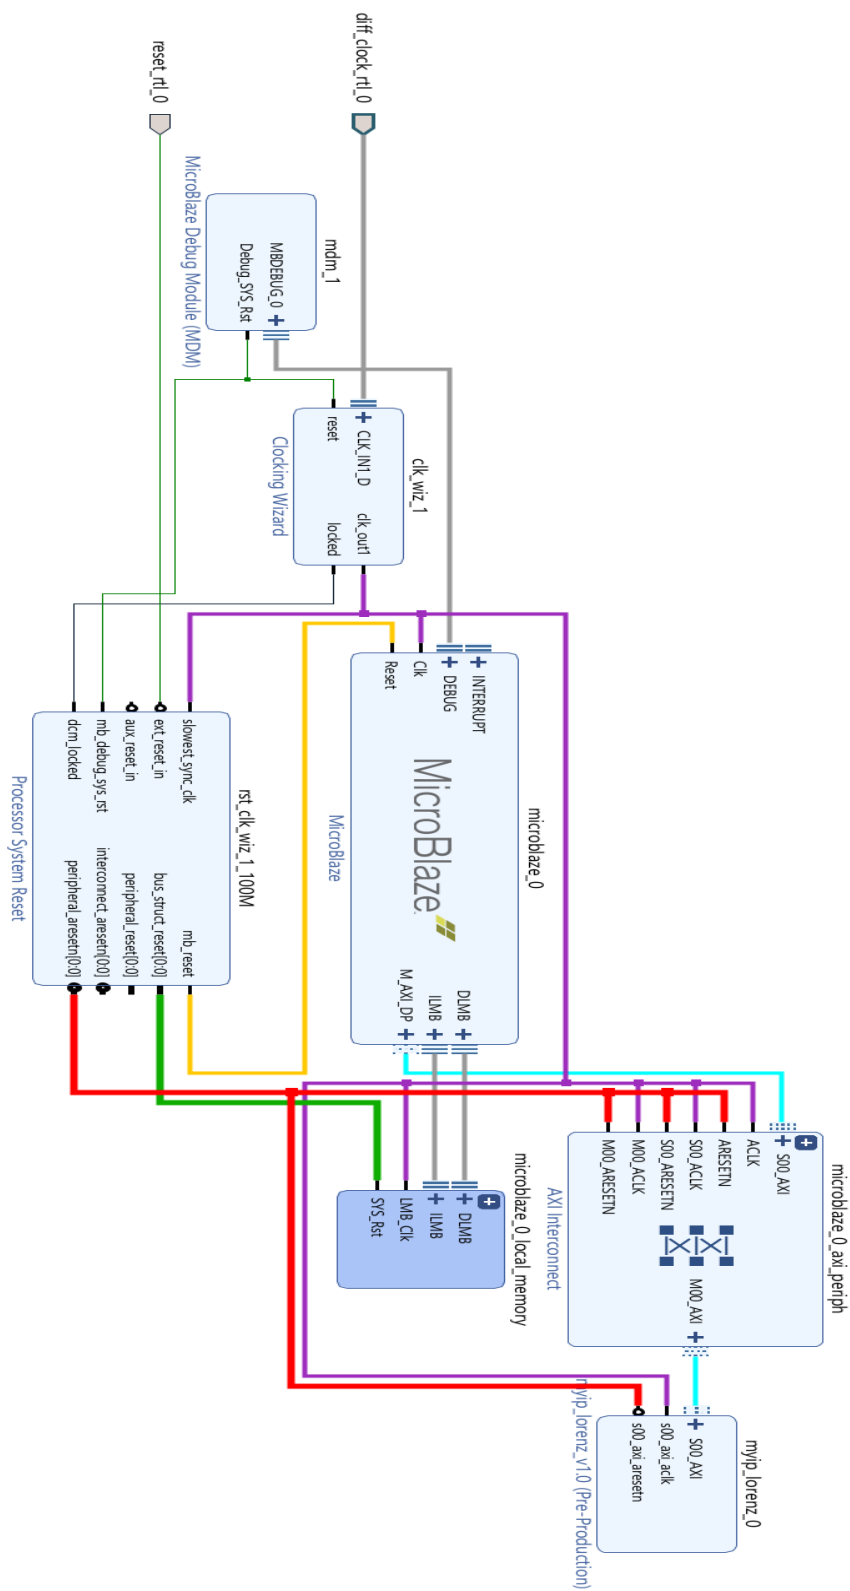 diff_clock_rtl_0
reset_rtl_0
mdm_1
MBDEBUG_0
Debug_SYS_Rst
MicroBlaze Debug Module (MDM)
clk_wiz_1
CLK_IN1_D
reset
clk_out1
locked
Clocking Wizard
microblaze_0
INTERRUPT
DEBUG
Clk
Reset
MicroBlaze
DLMB
ILMB
M_AXI_DP
MicroBlaze
rst_clk_wiz_1_100M
slowest_sync_clk
ext_reset_in
aux_reset_in
mb_debug_sys_rst
dcm_locked
mb_reset
bus_struct_reset[0:0]
peripheral_reset[0:0]
interconnect_aresetn[0:0]
peripheral_aresetn[0:0]
Processor System Reset
microblaze_0_axi_periph
S00_AXI
ACLK
ARESETN
S00_ACLK
S00_ARESETN
M00_ACLK
M00_ARESETN
M00_AXI
AXI Interconnect
microblaze_0_local_memory
DLMB
ILMB
LMB_Clk
SYS_Rst
myip_lorenz_0
S00_AXI
s00_axi_aclk
s00_axi_aresetn
myip_lorenz_v1.0 (Pre-Production)